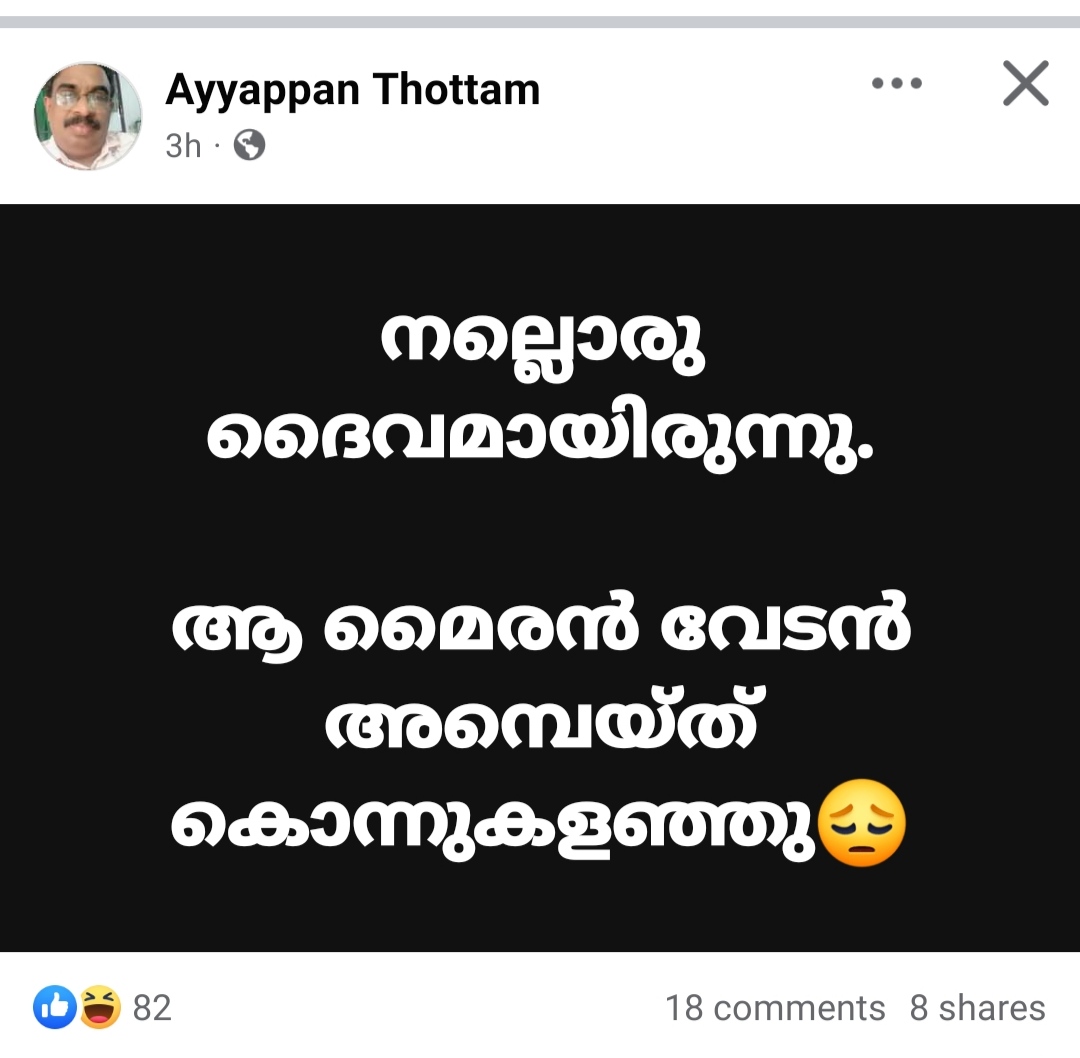 Ayyappan Thottam
3h ·
നല്ലൊരു
ദൈവമായിരുന്നു.
ആ മൈരൻ വേടൻ
അമ്പെയ്ത്
കൊന്നുകളഞ്ഞു😔
82
18 comments 8 shares